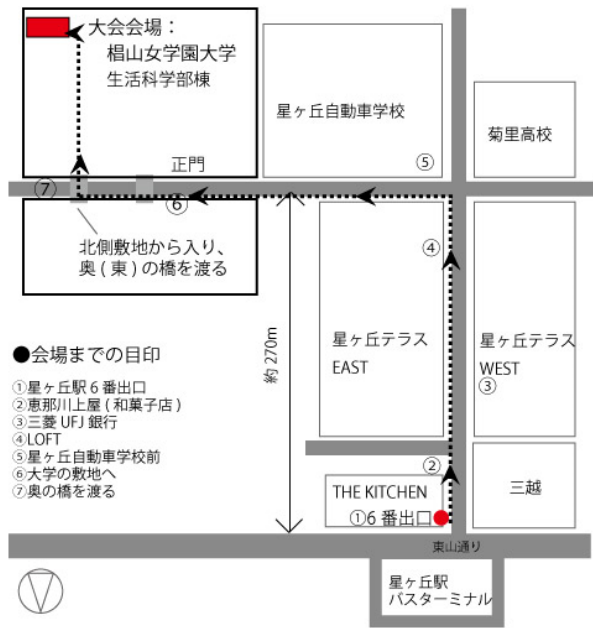 大会会場：
椙山女学園大学
生活科学部棟
星ヶ丘自動車学校
⑤
菊里高校
正門
⑦
⑥
北側敷地から入り、
奥(東)の橋を渡る
④
星ヶ丘テラス
EAST
星ヶ丘テラス
WEST
③
約 270m
●会場までの目印
①星ヶ丘駅 6 番出口
②恵那川上屋(和菓子店)
③三菱 UFJ 銀行
④LOFT
⑤星ヶ丘自動車学校前
⑥大学の敷地へ
⑦奥の橋を渡る
②
THE KITCHEN
①6 番出口
三越
東山通り
星ヶ丘駅
バスターミナル